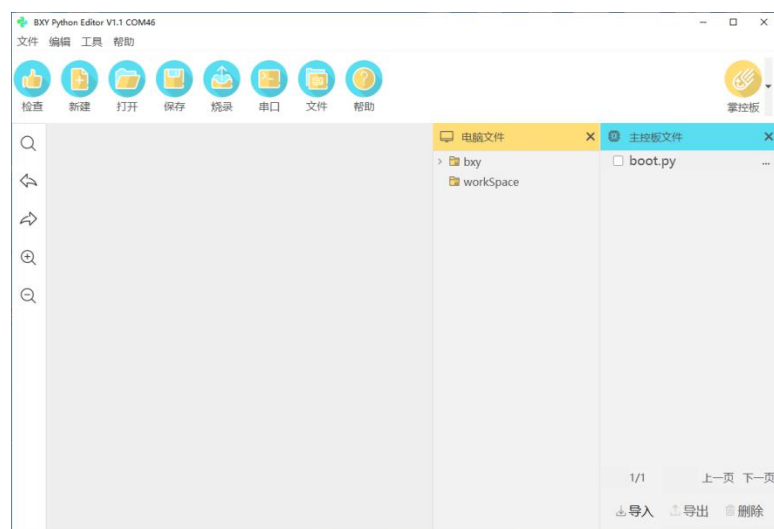 BXY Python Editor V1.1 COM46
文件 编辑 工具 帮助
检查 新建 打开 保存 烧录 串口 文件 帮助 掌控板
电脑文件
bxy
workSpace
主控板文件
boot.py ...
1/1 上一页 下一页
导入 导出 删除